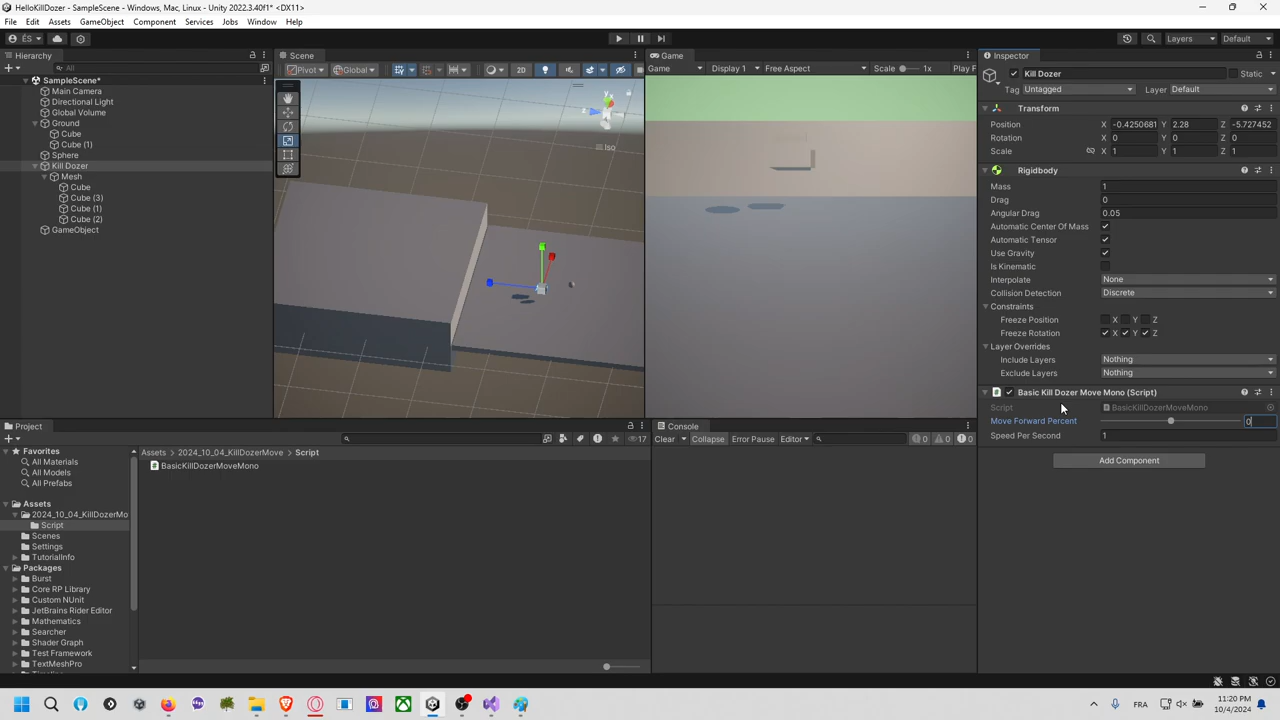 HelloKillDozer - SampleScene - Windows, Mac, Linux - Unity 2022.3.40f1* <DX11>
File Edit Assets GameObject Component Services Jobs Window Help
ÉS
Layers Default
Hierarchy
All
SampleScene*
Main Camera
Directional Light
Global Volume
Ground
Cube
Cube (1)
Sphere
Kill Dozer
Mesh
Cube
Cube (3)
Cube (1)
Cube (2)
GameObject
Scene
Pivot Global 2D
y
z
Iso
Game
Game Display 1 Free Aspect Scale 1x Play F
Inspector
Kill Dozer Static
Tag Untagged Layer Default
Transform
Position X -0.4250681 Y 2.28 Z -5.727452
Rotation X 0 Y 0 Z 0
Scale X 1 Y 1 Z 1
Rigidbody
Mass 1
Drag 0
Angular Drag 0.05
Automatic Center Of Mass
Automatic Tensor
Use Gravity
Is Kinematic
Interpolate None
Collision Detection Discrete
Constraints
Freeze Position X Y Z
Freeze Rotation X Y Z
Layer Overrides
Include Layers Nothing
Exclude Layers Nothing
Basic Kill Dozer Move Mono (Script)
Script BasicKillDozerMoveMono
Move Forward Percent 0
Speed Per Second 1
Add Component
Project
17
Favorites
All Materials
All Models
All Prefabs
Assets
2024_10_04_KillDozerMo
Script
Scenes
Settings
TutorialInfo
Packages
Burst
Core RP Library
Custom NUnit
JetBrains Rider Editor
Mathematics
Searcher
Shader Graph
Test Framework
TextMeshPro
Assets > 2024_10_04_KillDozerMove > Script
BasicKillDozerMoveMono
Console
Clear Collapse Error Pause Editor 0 0 0
FRA 11:20 PM
10/4/2024